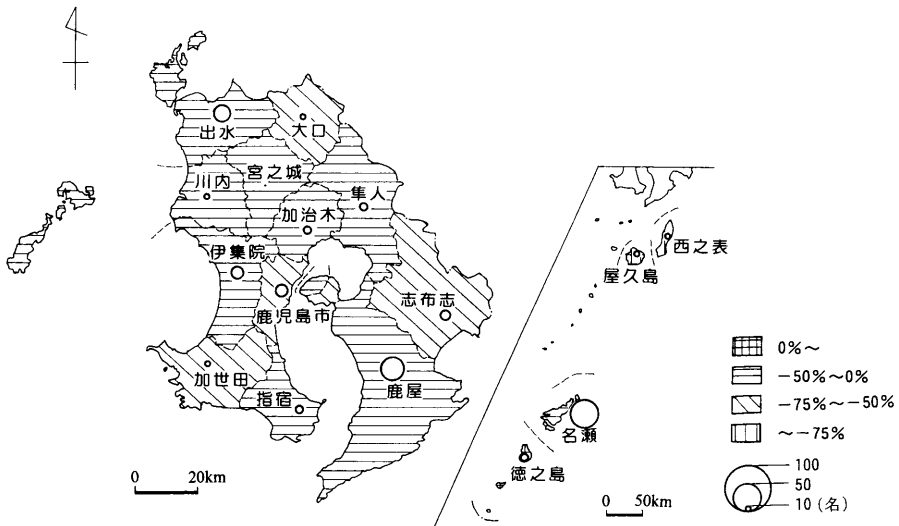 出水
大口
宮之城
川内
隼人
加治木
伊集院
鹿児島市
志布志
加世田
指宿
鹿屋
0 20km
西之表
屋久島
名瀬
徳之島
0 50km
0%~
-50%~0%
-75%~-50%
~-75%
100
50
10 (名)